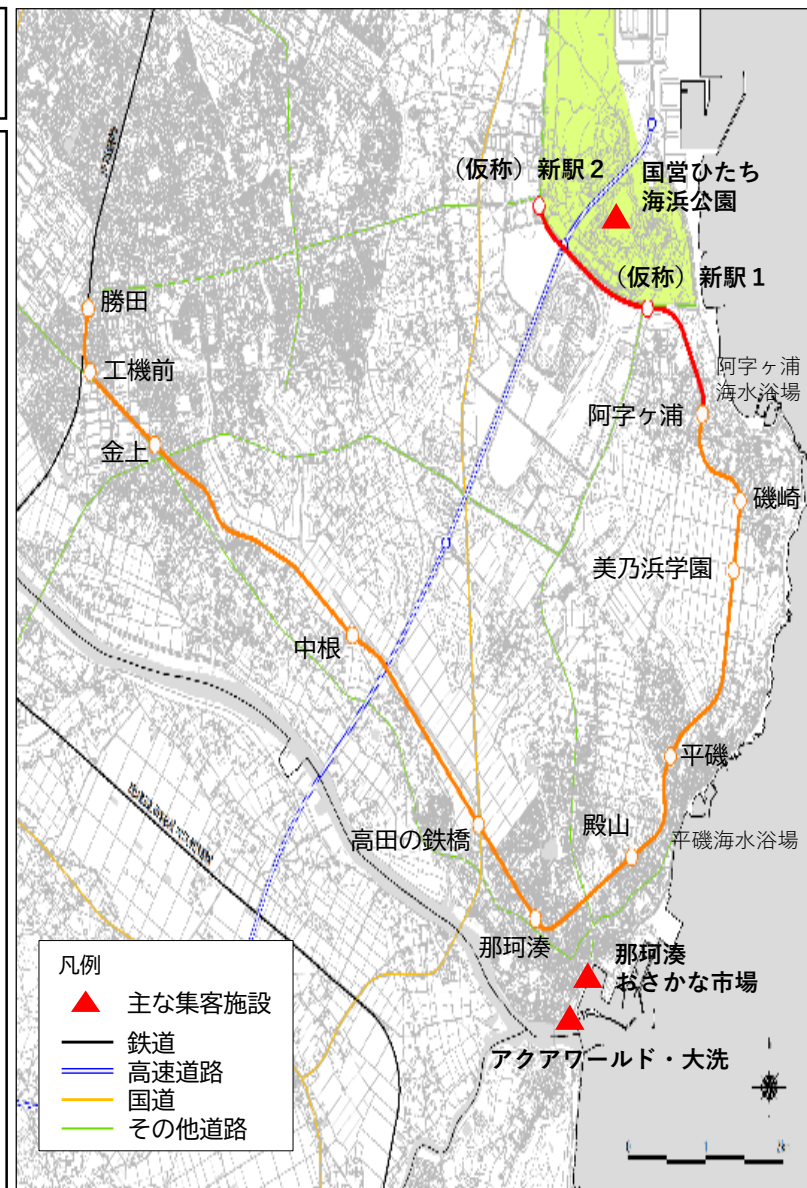 （仮称）新駅２
国営ひたち
海浜公園
（仮称）新駅１
勝田
工機前
阿字ヶ浦
海水浴場
阿字ヶ浦
金上
磯崎
美乃浜学園
中根
平磯
殿山
高田の鉄橋
平磯海水浴場
那珂湊
那珂湊
おさかな市場
アクアワールド・大洗
凡例
主な集客施設
鉄道
高速道路
国道
その他道路
0
1